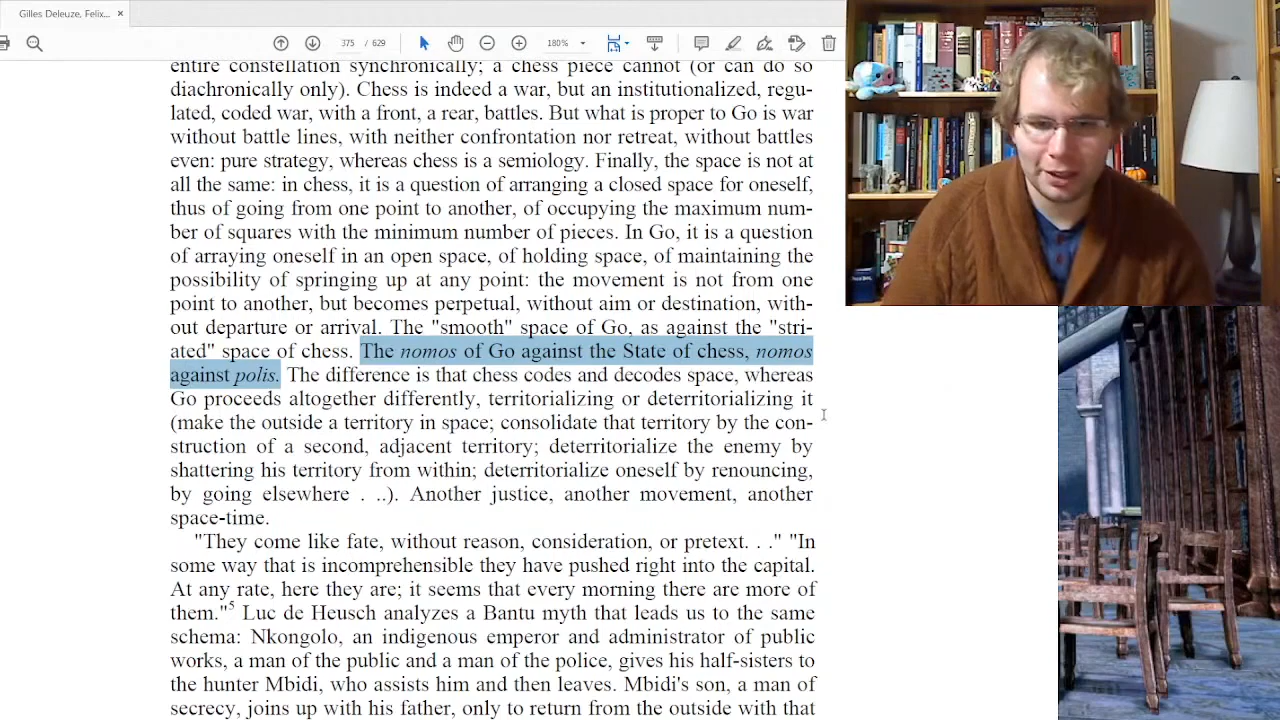 Gilles Deleuze, Felix...
375 / 629
180%
diachronically only). Chess is indeed a war, but an institutionalized, regu-
lated, coded war, with a front, a rear, battles. But what is proper to Go is war
without battle lines, with neither confrontation nor retreat, without battles
even: pure strategy, whereas chess is a semiology. Finally, the space is not at
all the same: in chess, it is a question of arranging a closed space for oneself,
thus of going from one point to another, of occupying the maximum num-
ber of squares with the minimum number of pieces. In Go, it is a question
of arraying oneself in an open space, of holding space, of maintaining the
possibility of springing up at any point: the movement is not from one
point to another, but becomes perpetual, without aim or destination, with-
out departure or arrival. The "smooth" space of Go, as against the "stri-
ated" space of chess. The nomos of Go against the State of chess, nomos
against polis. The difference is that chess codes and decodes space, whereas
Go proceeds altogether differently, territorializing or deterritorializing it
(make the outside a territory in space; consolidate that territory by the con-
struction of a second, adjacent territory; deterritorialize the enemy by
shattering his territory from within; deterritorialize oneself by renouncing,
by going elsewhere . ..). Another justice, another movement, another
space-time.
"They come like fate, without reason, consideration, or pretext. . ." "In
some way that is incomprehensible they have pushed right into the capital.
At any rate, here they are; it seems that every morning there are more of
them."5 Luc de Heusch analyzes a Bantu myth that leads us to the same
schema: Nkongolo, an indigenous emperor and administrator of public
works, a man of the public and a man of the police, gives his half-sisters to
the hunter Mbidi, who assists him and then leaves. Mbidi's son, a man of
secrecy, joins up with his father, only to return from the outside with that